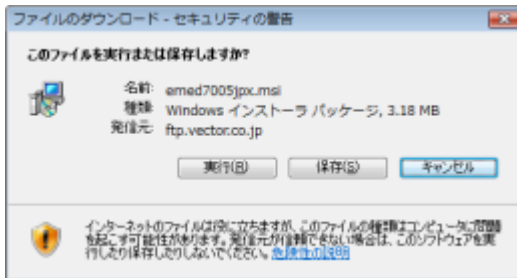 ファイルのダウンロード - セキュリティの警告
このファイルを実行または保存しますか?
名前: emed7005jpx.msi
種類: Windows インストーラ パッケージ, 3.18 MB
発信元: ftp.vector.co.jp
実行(R) 保存(S) キャンセル
インターネットのファイルは役に立ちますが、このファイルの種類はコンピュータに問題
を起こす可能性があります。発信元が信頼できない場合は、このソフトウェアを実
行したり保存したりしないでください。危険性の説明